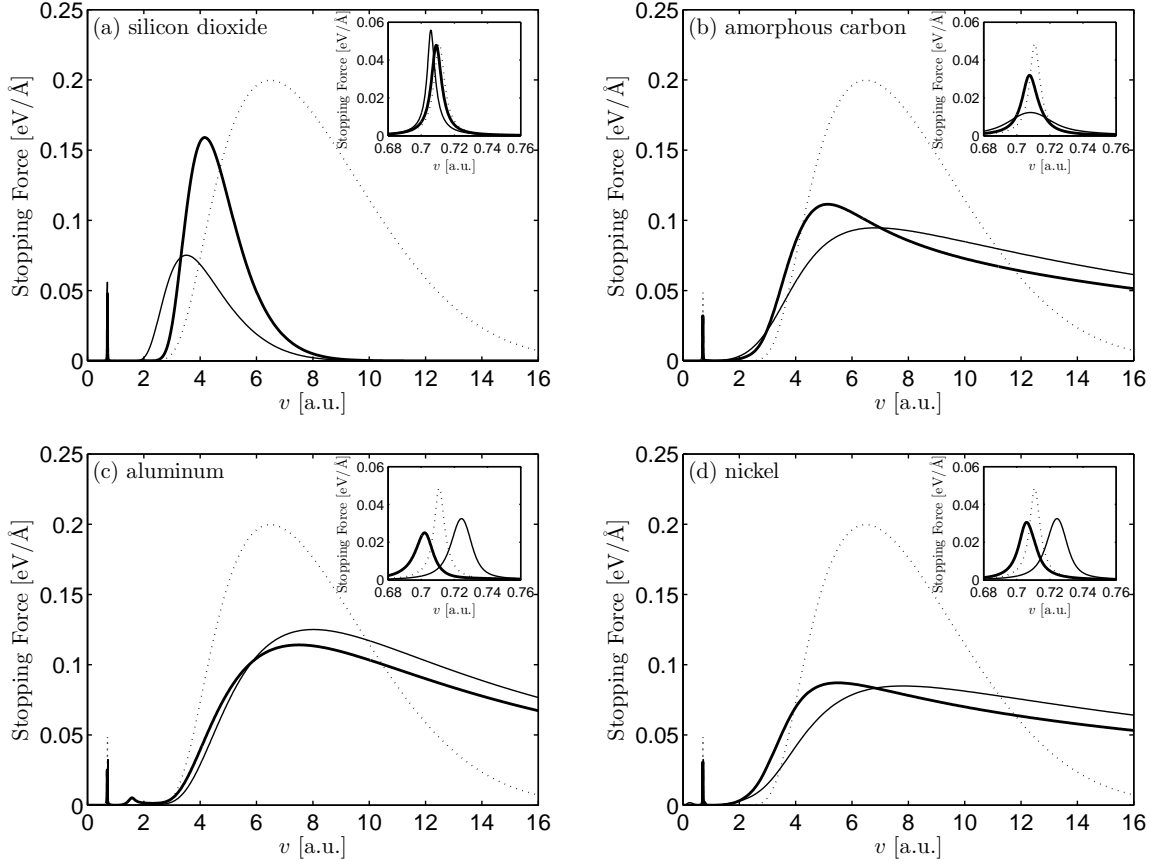 (a) silicon dioxide
Stopping Force [eV/Å]
0.25
0.2
0.15
0.1
0.05
0
0 2 4 6 8 10 12 14 16
v [a.u.]
Stopping Force [eV/Å]
0.06
0.04
0.02
0
0.68 0.7 0.72 0.74 0.76
v [a.u.]
(b) amorphous carbon
Stopping Force [eV/Å]
0.25
0.2
0.15
0.1
0.05
0
0 2 4 6 8 10 12 14 16
v [a.u.]
Stopping Force [eV/Å]
0.06
0.04
0.02
0
0.68 0.7 0.72 0.74 0.76
v [a.u.]
(c) aluminum
Stopping Force [eV/Å]
0.25
0.2
0.15
0.1
0.05
0
0 2 4 6 8 10 12 14 16
v [a.u.]
Stopping Force [eV/Å]
0.06
0.04
0.02
0
0.68 0.7 0.72 0.74 0.76
v [a.u.]
(d) nickel
Stopping Force [eV/Å]
0.25
0.2
0.15
0.1
0.05
0
0 2 4 6 8 10 12 14 16
v [a.u.]
Stopping Force [eV/Å]
0.06
0.04
0.02
0
0.68 0.7 0.72 0.74 0.76
v [a.u.]